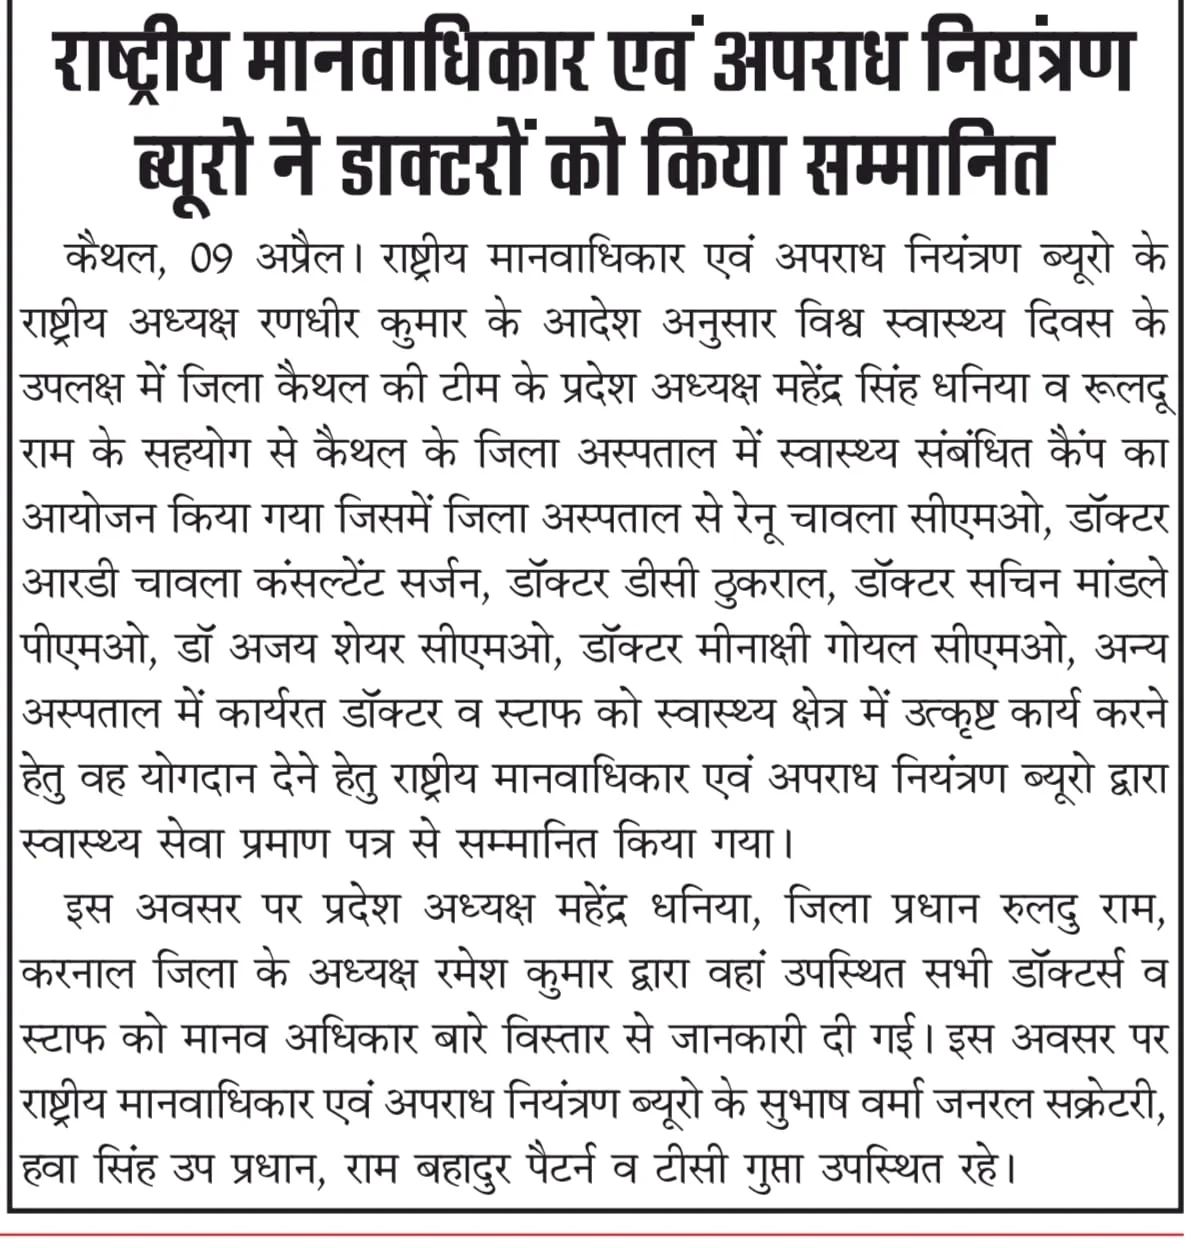 राष्ट्रीय मानवाधिकार एवं अपराध नियंत्रण
ब्यूरो ने डाक्टरों को किया सम्मानित
कैथल, 09 अप्रैल। राष्ट्रीय मानवाधिकार एवं अपराध नियंत्रण ब्यूरो के
राष्ट्रीय अध्यक्ष रणधीर कुमार के आदेश अनुसार विश्व स्वास्थ्य दिवस के
उपलक्ष में जिला कैथल की टीम के प्रदेश अध्यक्ष महेंद्र सिंह धनिया व रूलदू
राम के सहयोग से कैथल के जिला अस्पताल में स्वास्थ्य संबंधित कैंप का
आयोजन किया गया जिसमें जिला अस्पताल से रेनू चावला सीएमओ, डॉक्टर
आरडी चावला कंसल्टेंट सर्जन, डॉक्टर डीसी ठुकराल, डॉक्टर सचिन मांडले
पीएमओ, डॉ अजय शेयर सीएमओ, डॉक्टर मीनाक्षी गोयल सीएमओ, अन्य
अस्पताल में कार्यरत डॉक्टर व स्टाफ को स्वास्थ्य क्षेत्र में उत्कृष्ट कार्य करने
हेतु वह योगदान देने हेतु राष्ट्रीय मानवाधिकार एवं अपराध नियंत्रण ब्यूरो द्वारा
स्वास्थ्य सेवा प्रमाण पत्र से सम्मानित किया गया।
इस अवसर पर प्रदेश अध्यक्ष महेंद्र धनिया, जिला प्रधान रुलदु राम,
करनाल जिला के अध्यक्ष रमेश कुमार द्वारा वहां उपस्थित सभी डॉक्टर्स व
स्टाफ को मानव अधिकार बारे विस्तार से जानकारी दी गई। इस अवसर पर
राष्ट्रीय मानवाधिकार एवं अपराध नियंत्रण ब्यूरो के सुभाष वर्मा जनरल सक्रेटरी,
हवा सिंह उप प्रधान, राम बहादुर पैटर्न व टीसी गुप्ता उपस्थित रहे।